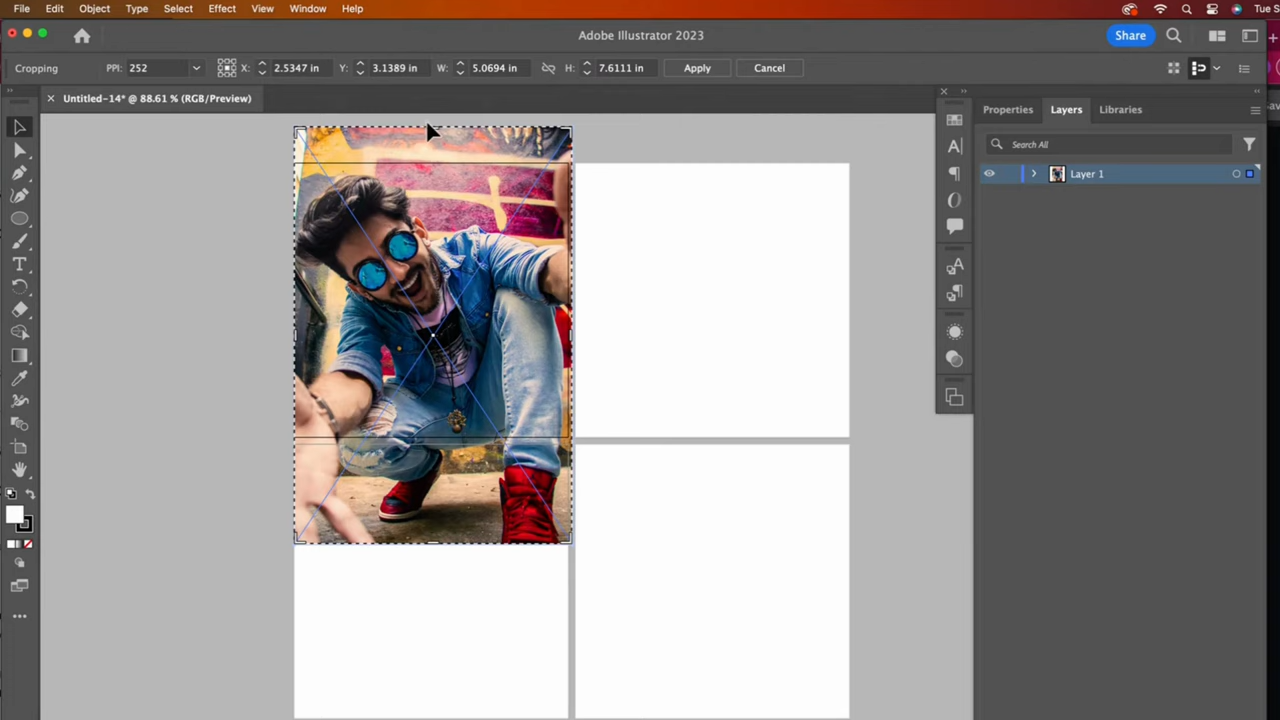 File Edit Object Type Select Effect View Window Help Tue S
Adobe Illustrator 2023 Share
Cropping PPI: 252 X: 2.5347 in Y: 3.1389 in W: 5.0694 in H: 7.6111 in Apply Cancel
Untitled-14* @ 88.61 % (RGB/Preview)
Properties Layers Libraries
Search All
Layer 1